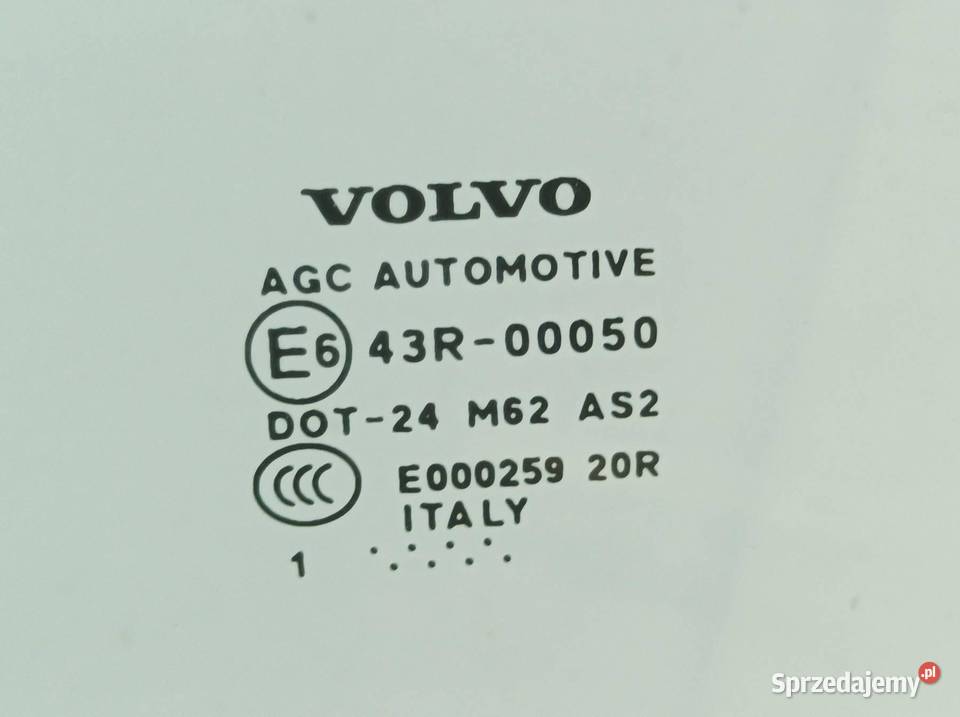 VOLVO
AGC AUTOMOTIVE
E6 43R-00050
DOT-24 M62 AS2
CCC E000259 20R
ITALY
1
Sprzedajemy.pl